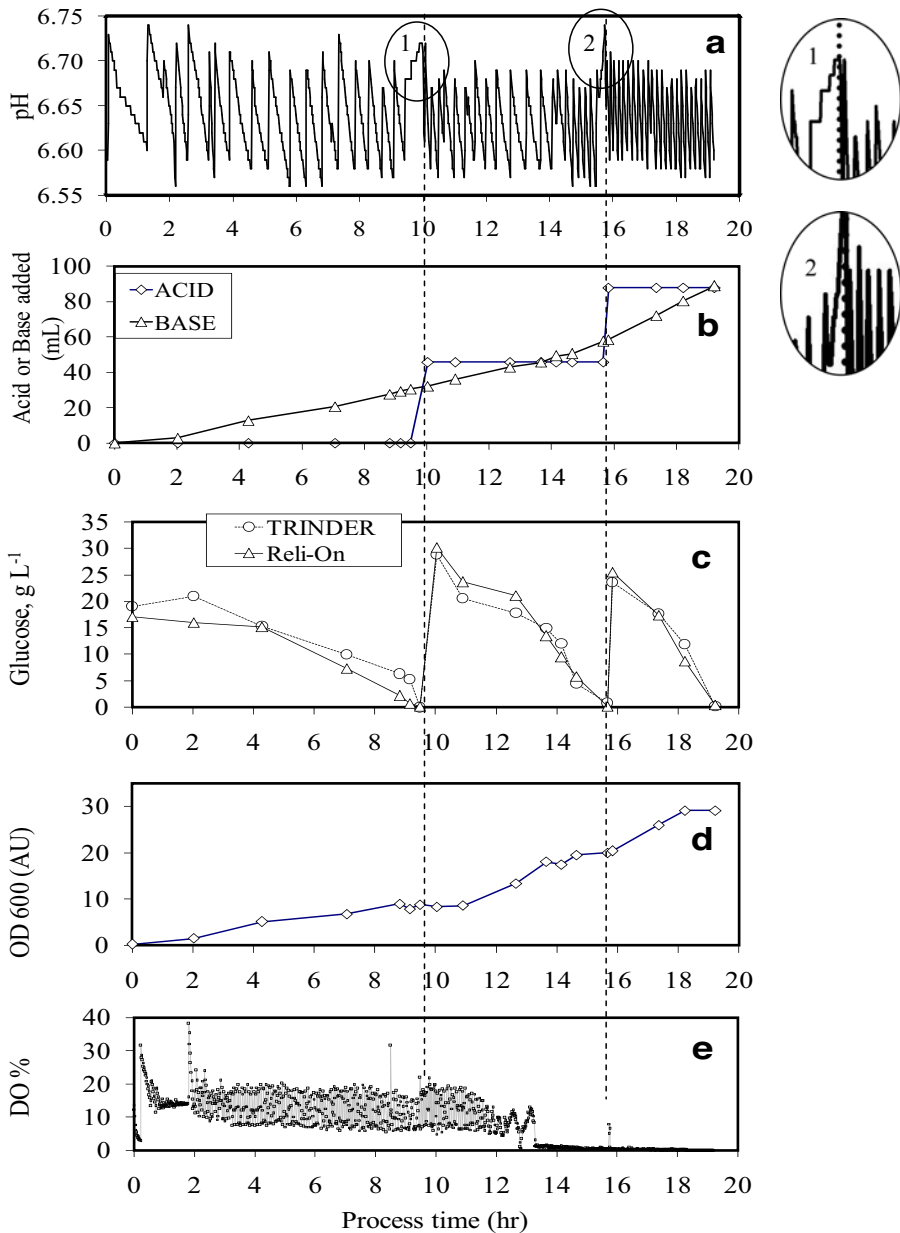 6.75
6.70
6.65
6.60
6.55
pH
1
2
a
0 2 4 6 8 10 12 14 16 18 20
1
2
100
80
60
40
20
0
Acid or Base added
(mL)
ACID
BASE
b
0 2 4 6 8 10 12 14 16 18 20
35
30
25
20
15
10
5
0
Glucose, g L-1
TRINDER
Reli-On
c
0 2 4 6 8 10 12 14 16 18 20
30
20
10
0
OD 600 (AU)
d
0 2 4 6 8 10 12 14 16 18 20
40
30
20
10
0
DO %
e
0 2 4 6 8 10 12 14 16 18 20
Process time (hr)